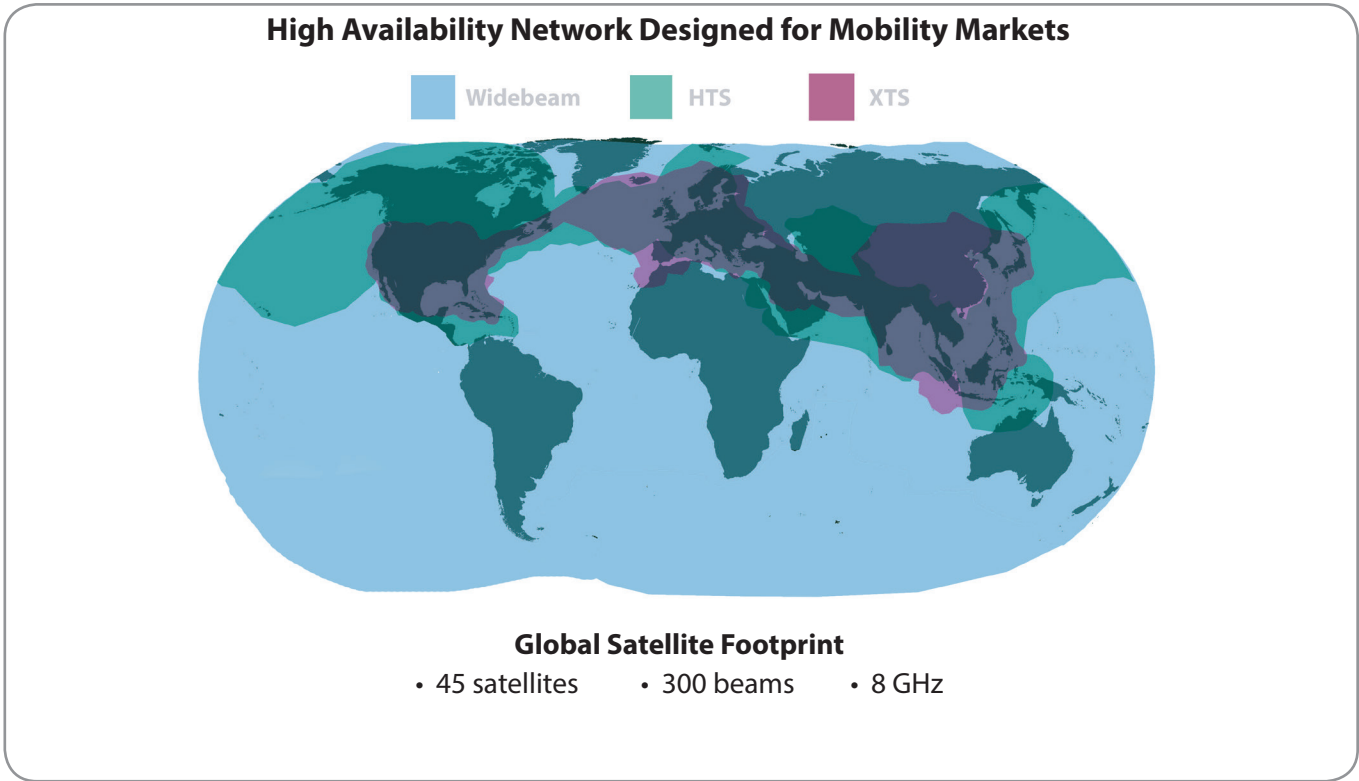 High Availability Network Designed for Mobility Markets
Widebeam HTS XTS
Global Satellite Footprint
• 45 satellites • 300 beams • 8 GHz